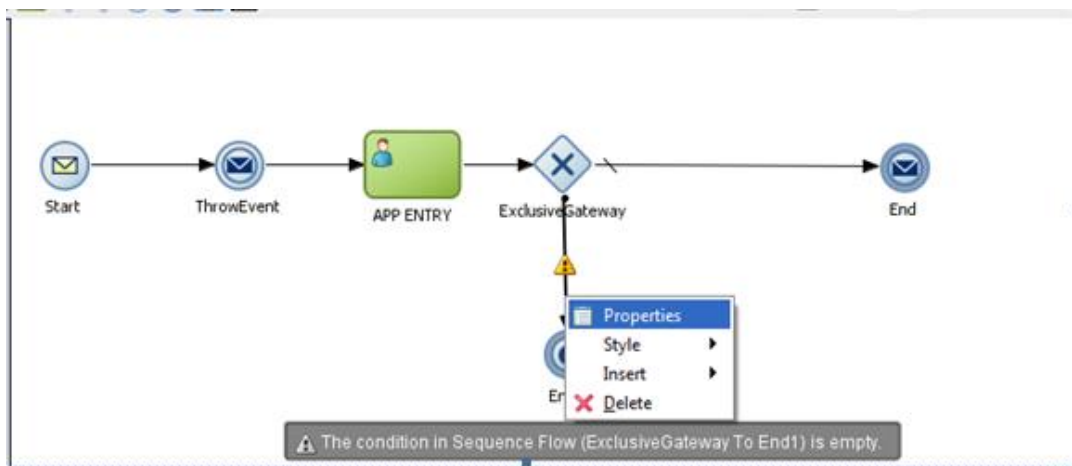 Start
ThrowEvent
APP ENTRY
ExclusiveGateway
End
Properties
Style
Insert
Delete
The condition in Sequence Flow (ExclusiveGateway To End1) is empty.